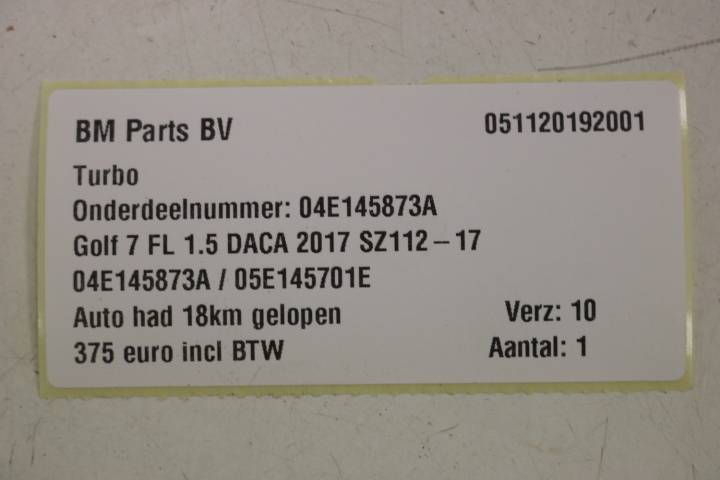 BM Parts BV 051120192001
Turbo
Onderdeelnummer: 04E145873A
Golf 7 FL 1.5 DACA 2017 SZ112 – 17
04E145873A / 05E145701E
Auto had 18km gelopen Verz: 10
375 euro incl BTW Aantal: 1